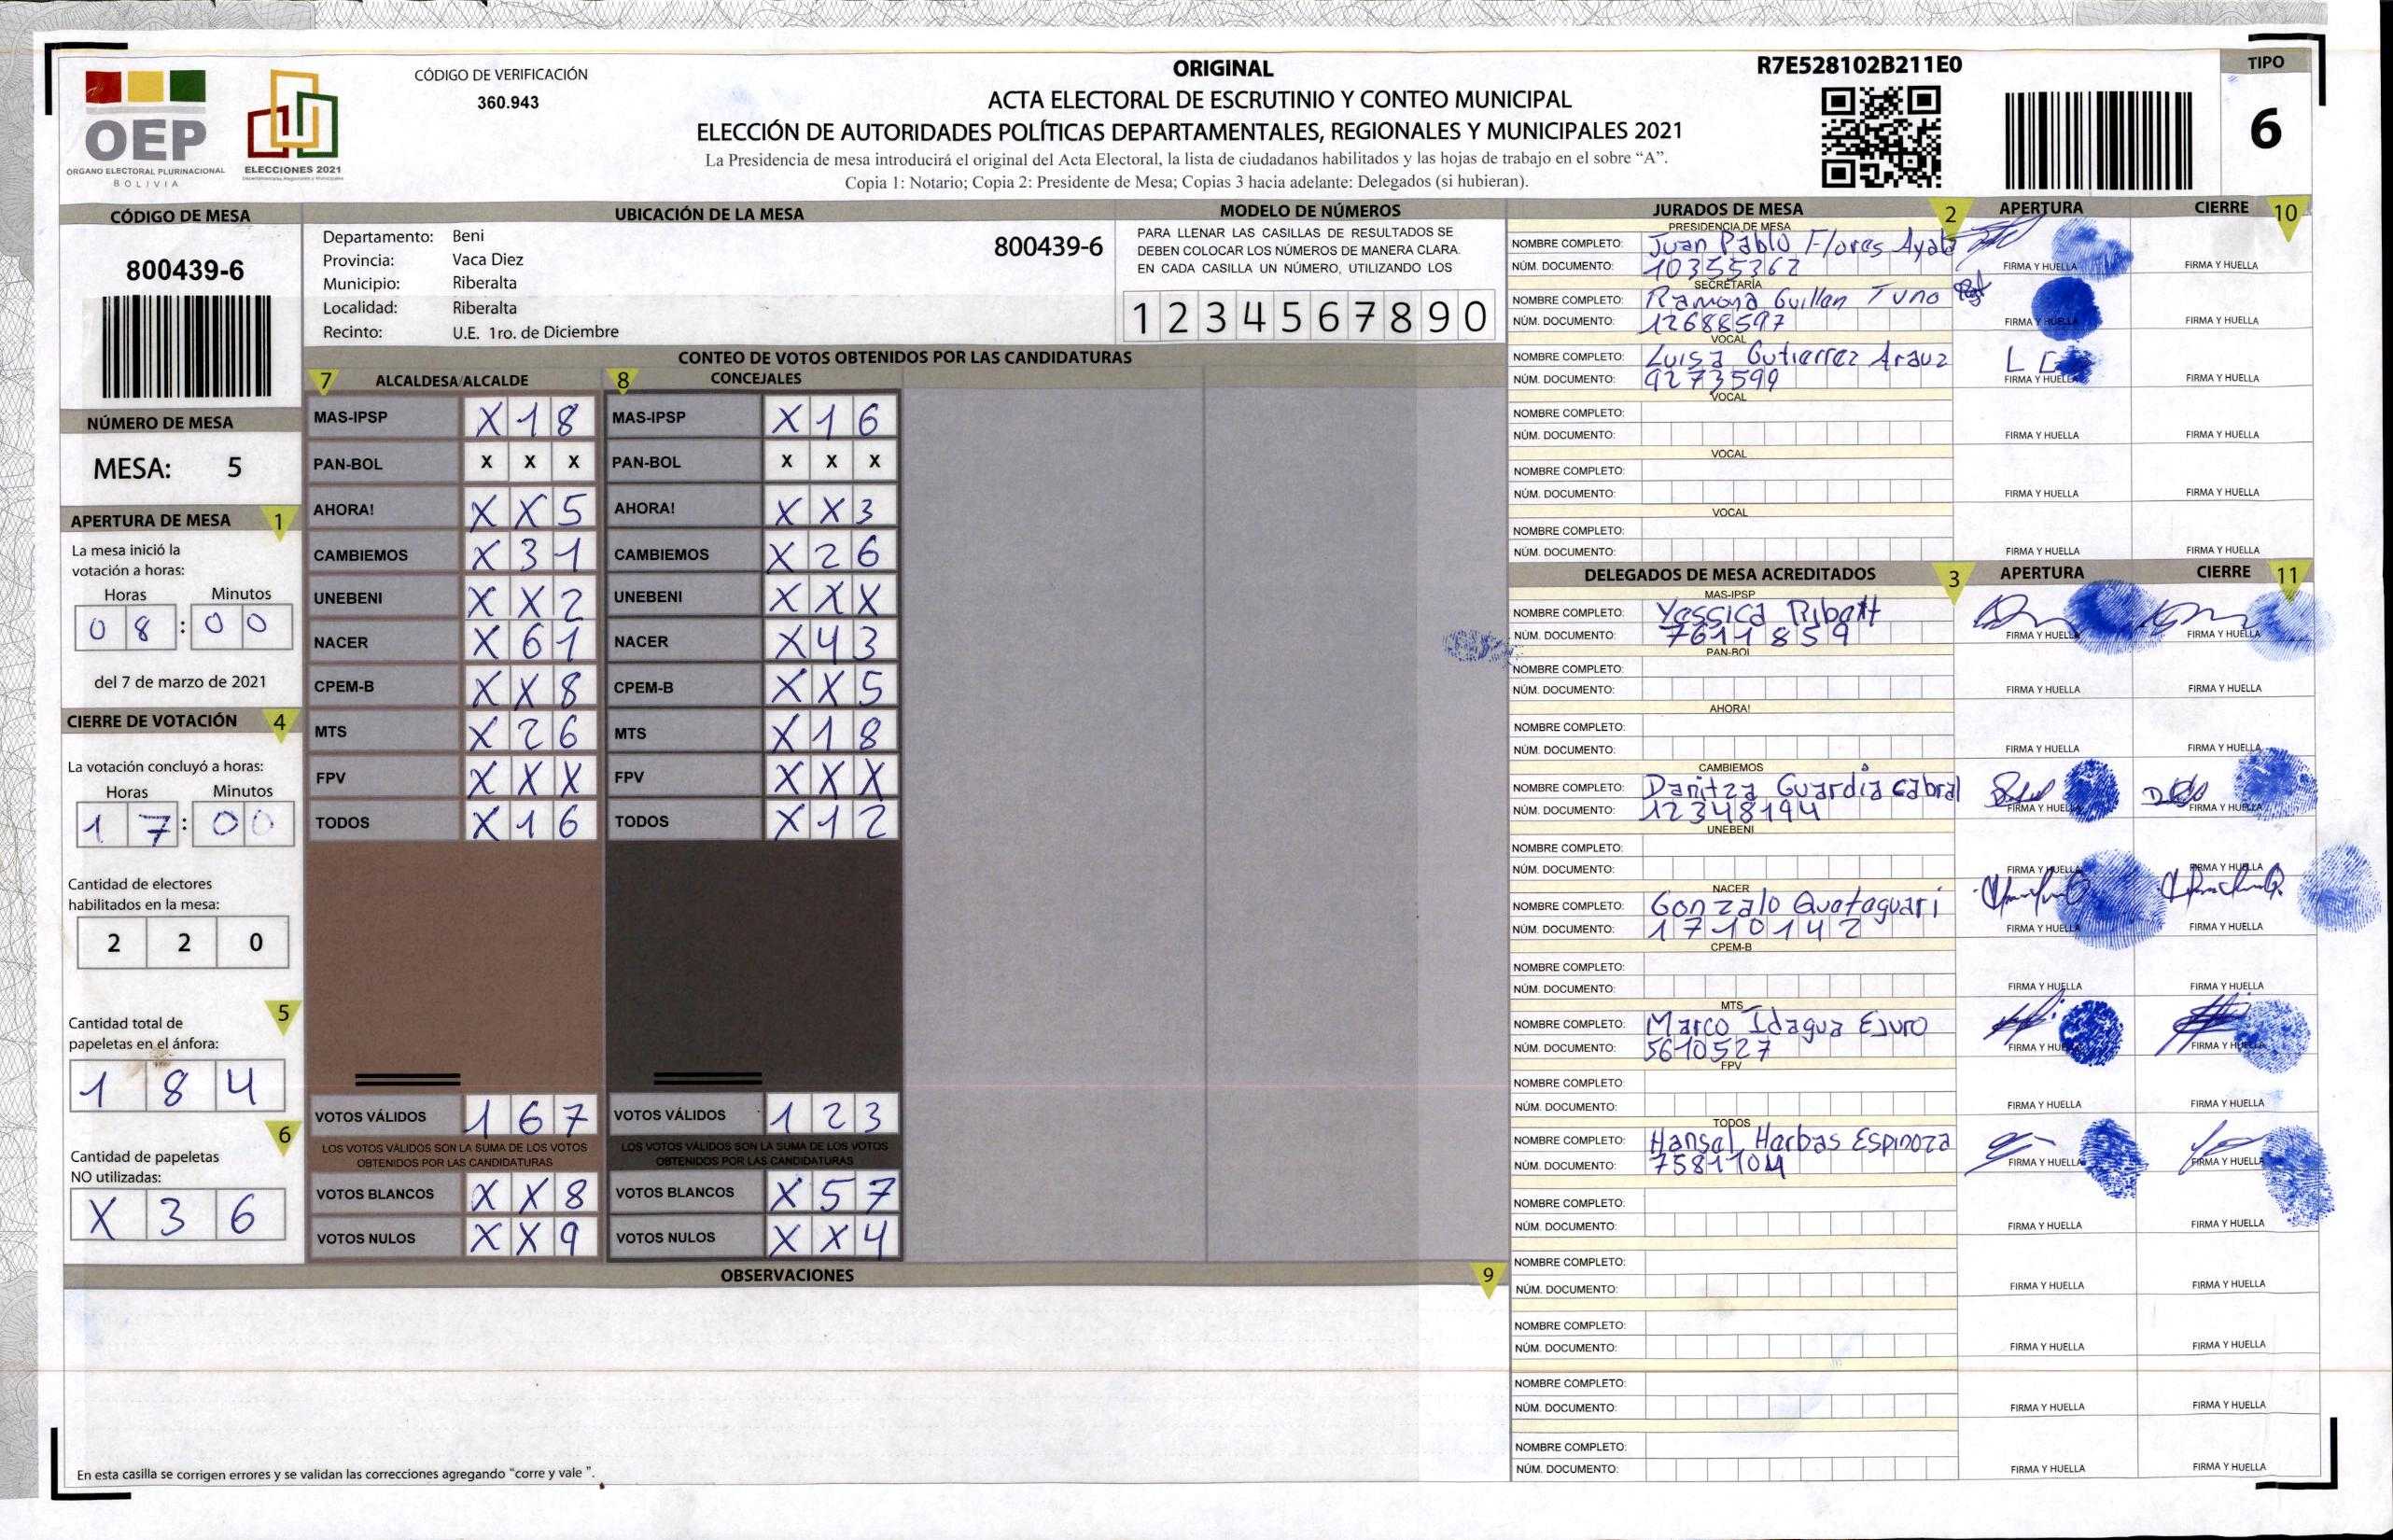 OEP
ÓRGANO ELECTORAL PLURINACIONAL
BOLIVIA
ELECCIONES 2021
CÓDIGO DE VERIFICACIÓN
360.943
ORIGINAL
ACTA ELECTORAL DE ESCRUTINIO Y CONTEO MUNICIPAL
ELECCIÓN DE AUTORIDADES POLÍTICAS DEPARTAMENTALES, REGIONALES Y MUNICIPALES 2021
La Presidencia de mesa introducirá el original del Acta Electoral, la lista de ciudadanos habilitados y las hojas de trabajo en el sobre “A”.
Copia 1: Notario; Copia 2: Presidente de Mesa; Copias 3 hacia adelante: Delegados (si hubieran).
R7E528102B211E0
TIPO
6
CÓDIGO DE MESA
800439-6
NÚMERO DE MESA
MESA: 5
APERTURA DE MESA 1
La mesa inició la
votación a horas:
Horas Minutos
0 8 : 0 0
del 7 de marzo de 2021
CIERRE DE VOTACIÓN 4
La votación concluyó a horas:
Horas Minutos
1 7 : 0 0
Cantidad de electores
habilitados en la mesa:
2 2 0
5
Cantidad total de
papeletas en el ánfora:
1 8 4
6
Cantidad de papeletas
NO utilizadas:
X 3 6
UBICACIÓN DE LA MESA
Departamento: Beni
800439-6
Provincia: Vaca Diez
Municipio: Riberalta
Localidad: Riberalta
Recinto: U.E. 1ro. de Diciembre
MODELO DE NÚMEROS
PARA LLENAR LAS CASILLAS DE RESULTADOS SE
DEBEN COLOCAR LOS NÚMEROS DE MANERA CLARA.
EN CADA CASILLA UN NÚMERO, UTILIZANDO LOS
1 2 3 4 5 6 7 8 9 0
CONTEO DE VOTOS OBTENIDOS POR LAS CANDIDATURAS
7 ALCALDESA/ALCALDE
MAS-IPSP X 1 8
PAN-BOL X X X
AHORA! X X 5
CAMBIEMOS X 3 1
UNEBENI X X 2
NACER X 6 1
CPEM-B X X 8
MTS X 2 6
FPV X X X
TODOS X 1 6
VOTOS VÁLIDOS 1 6 7
LOS VOTOS VÁLIDOS SON LA SUMA DE LOS VOTOS
OBTENIDOS POR LAS CANDIDATURAS
VOTOS BLANCOS X X 8
VOTOS NULOS X X 9
8 CONCEJALES
MAS-IPSP X 1 6
PAN-BOL X X X
AHORA! X X 3
CAMBIEMOS X 2 6
UNEBENI X X X
NACER X 4 3
CPEM-B X X 5
MTS X 1 8
FPV X X X
TODOS X 1 2
VOTOS VÁLIDOS 1 2 3
LOS VOTOS VÁLIDOS SON LA SUMA DE LOS VOTOS
OBTENIDOS POR LAS CANDIDATURAS
VOTOS BLANCOS X 5 7
VOTOS NULOS X X 4
OBSERVACIONES 9
En esta casilla se corrigen errores y se validan las correcciones agregando “corre y vale ”.
JURADOS DE MESA 2 APERTURA CIERRE 10
PRESIDENCIA DE MESA
NOMBRE COMPLETO: Juan Pablo Flores Ayala
NÚM. DOCUMENTO: 10355362 FIRMA Y HUELLA FIRMA Y HUELLA
SECRETARÍA
NOMBRE COMPLETO: Ramona Guillan Tuno
NÚM. DOCUMENTO: 12688597 FIRMA Y HUELLA FIRMA Y HUELLA
VOCAL
NOMBRE COMPLETO: Luisa Gutierrez Arauz
NÚM. DOCUMENTO: 9273599 FIRMA Y HUELLA FIRMA Y HUELLA
VOCAL
NOMBRE COMPLETO:
NÚM. DOCUMENTO: FIRMA Y HUELLA FIRMA Y HUELLA
VOCAL
NOMBRE COMPLETO:
NÚM. DOCUMENTO: FIRMA Y HUELLA FIRMA Y HUELLA
VOCAL
NOMBRE COMPLETO:
NÚM. DOCUMENTO: FIRMA Y HUELLA FIRMA Y HUELLA
DELEGADOS DE MESA ACREDITADOS 3 APERTURA CIERRE 11
MAS-IPSP
NOMBRE COMPLETO: Yessica Ribatt
NÚM. DOCUMENTO: 7611859 FIRMA Y HUELLA FIRMA Y HUELLA
PAN-BOL
NOMBRE COMPLETO:
NÚM. DOCUMENTO: FIRMA Y HUELLA FIRMA Y HUELLA
AHORA!
NOMBRE COMPLETO:
NÚM. DOCUMENTO: FIRMA Y HUELLA FIRMA Y HUELLA
CAMBIEMOS
NOMBRE COMPLETO: Danitza Guardia Cabral
NÚM. DOCUMENTO: 12348194 FIRMA Y HUELLA FIRMA Y HUELLA
UNEBENI
NOMBRE COMPLETO:
NÚM. DOCUMENTO: FIRMA Y HUELLA FIRMA Y HUELLA
NACER
NOMBRE COMPLETO: Gonzalo Quataguari
NÚM. DOCUMENTO: 1710142 FIRMA Y HUELLA FIRMA Y HUELLA
CPEM-B
NOMBRE COMPLETO:
NÚM. DOCUMENTO: FIRMA Y HUELLA FIRMA Y HUELLA
MTS
NOMBRE COMPLETO: Marco Idagua Ejuro
NÚM. DOCUMENTO: 5610527 FIRMA Y HUELLA FIRMA Y HUELLA
FPV
NOMBRE COMPLETO:
NÚM. DOCUMENTO: FIRMA Y HUELLA FIRMA Y HUELLA
TODOS
NOMBRE COMPLETO: Hansel Harbas Espinoza
NÚM. DOCUMENTO: 7581104 FIRMA Y HUELLA FIRMA Y HUELLA
NOMBRE COMPLETO:
NÚM. DOCUMENTO: FIRMA Y HUELLA FIRMA Y HUELLA
NOMBRE COMPLETO:
NÚM. DOCUMENTO: FIRMA Y HUELLA FIRMA Y HUELLA
NOMBRE COMPLETO:
NÚM. DOCUMENTO: FIRMA Y HUELLA FIRMA Y HUELLA
NOMBRE COMPLETO:
NÚM. DOCUMENTO: FIRMA Y HUELLA FIRMA Y HUELLA
NOMBRE COMPLETO:
NÚM. DOCUMENTO: FIRMA Y HUELLA FIRMA Y HUELLA